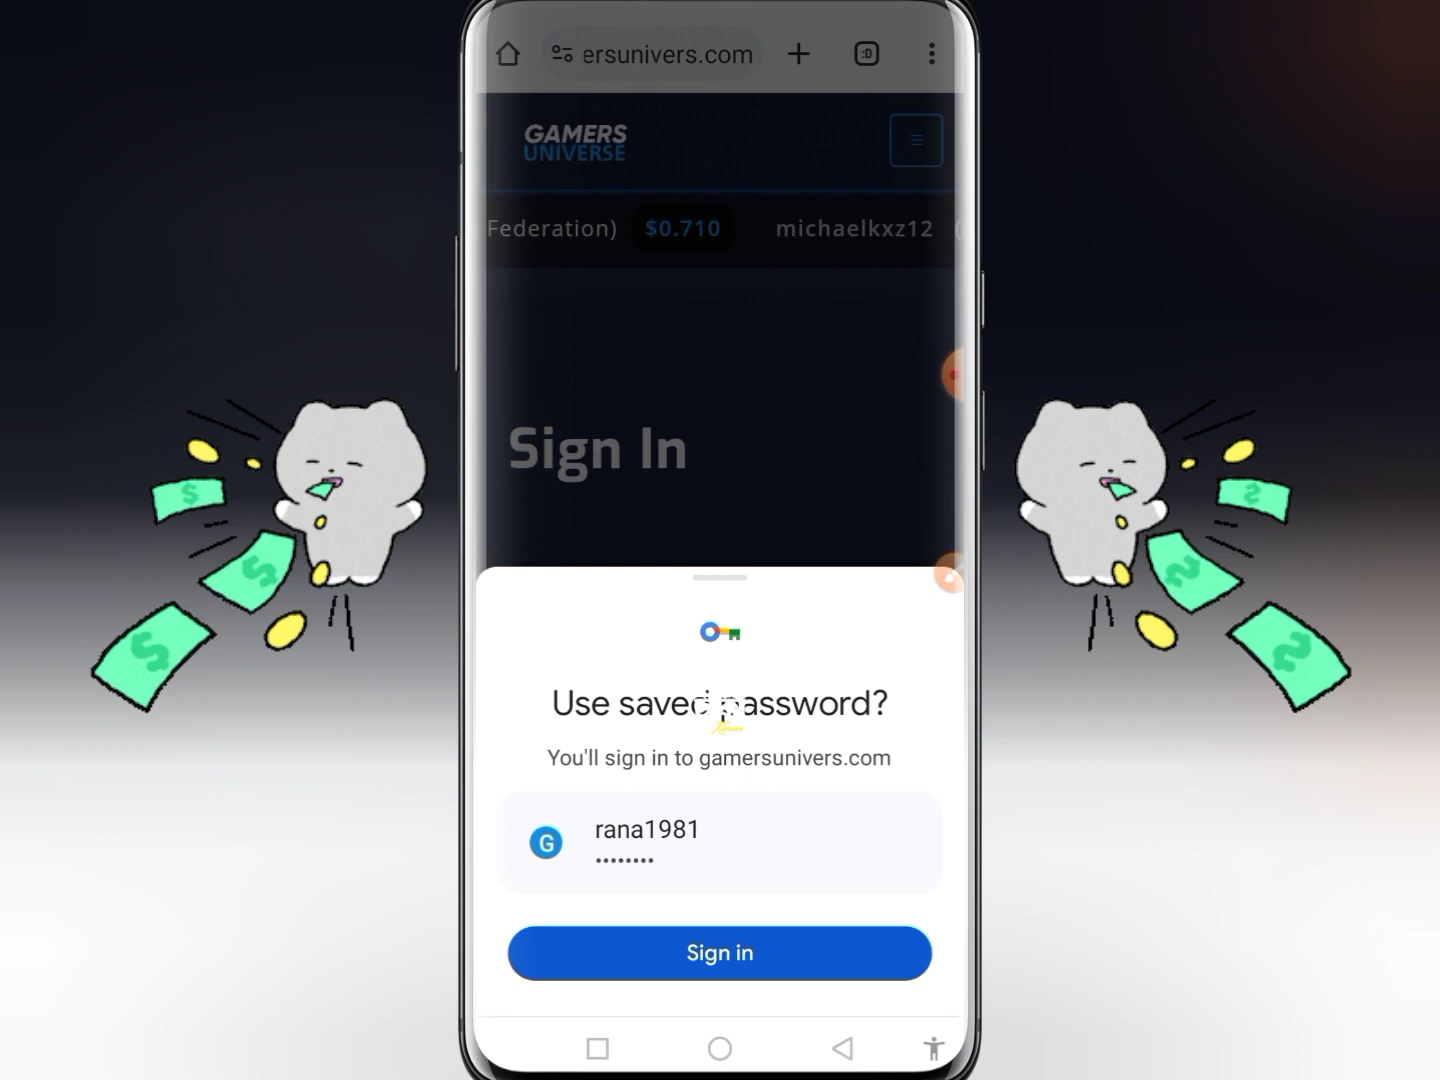 ersunivers.com
:D
GAMERS
UNIVERSE
Federation) $0.710 michaelkxz12 (
Sign In
Use saved password?
You'll sign in to gamersunivers.com
G
rana1981
••••••••
Sign in